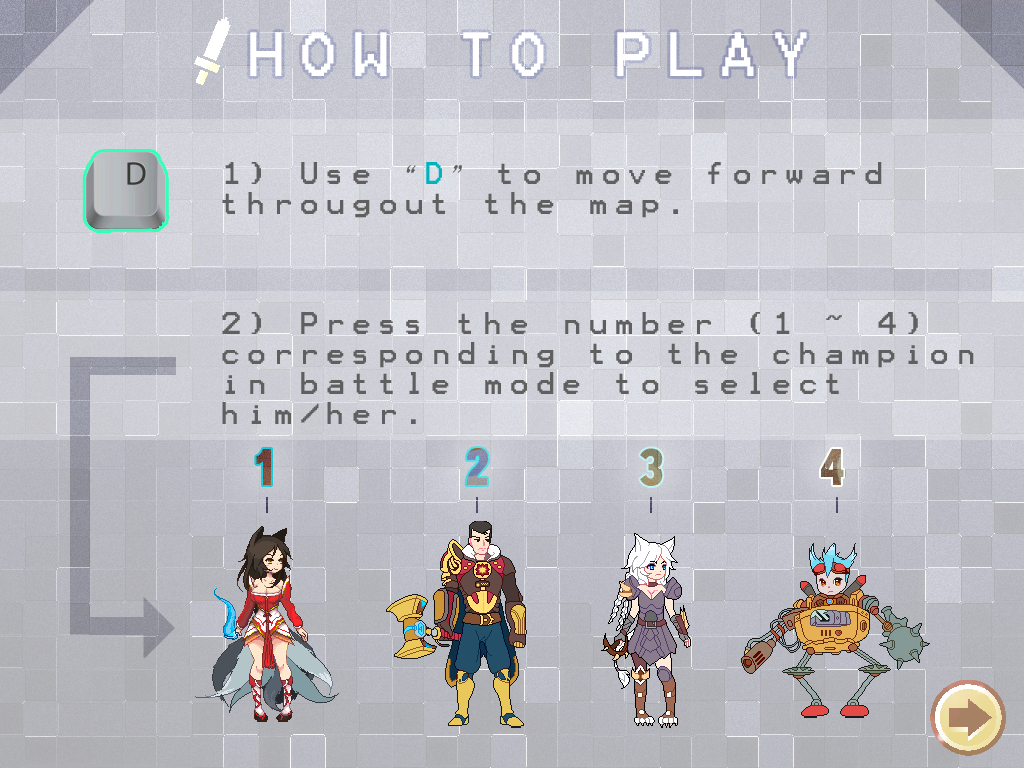 HOW TO PLAY
D
1) Use “D” to move forward
througout the map.
2) Press the number (1 ~ 4)
corresponding to the champion
in battle mode to select
him/her.
1 2 3 4